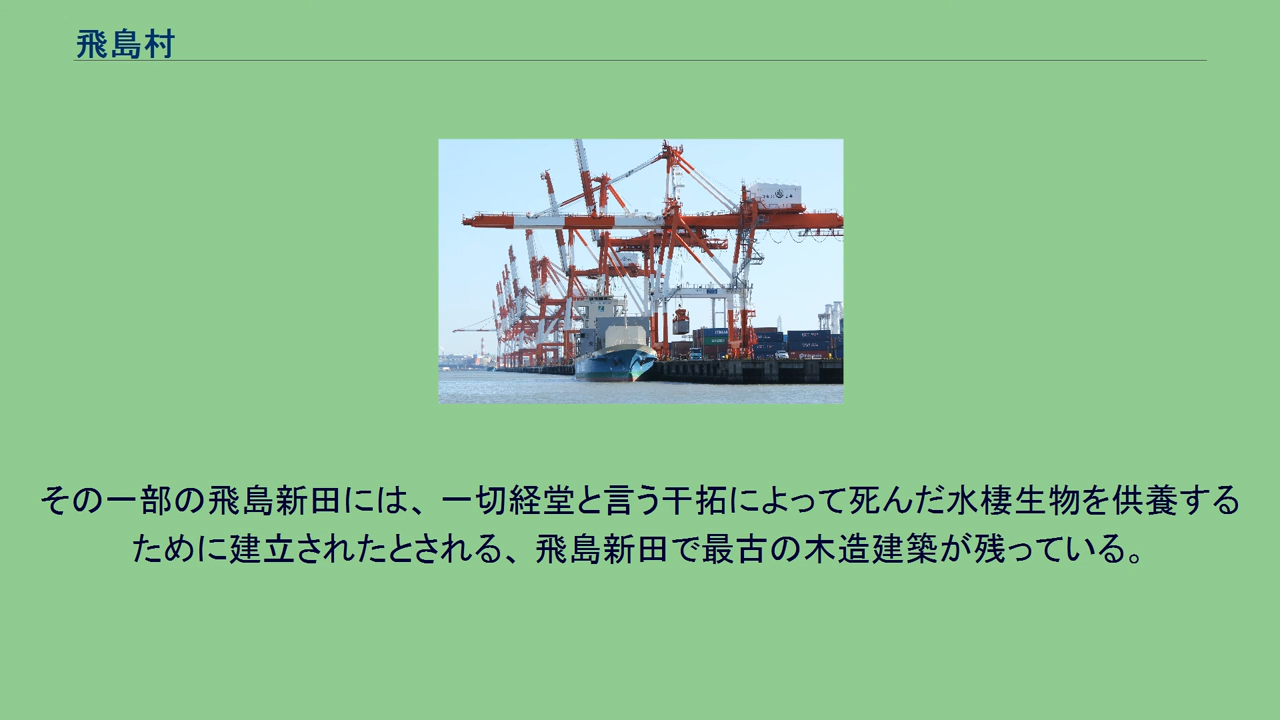 飛島村
その一部の飛島新田には、一切経堂と言う干拓によって死んだ水棲生物を供養する
ために建立されたとされる、飛島新田で最古の木造建築が残っている。